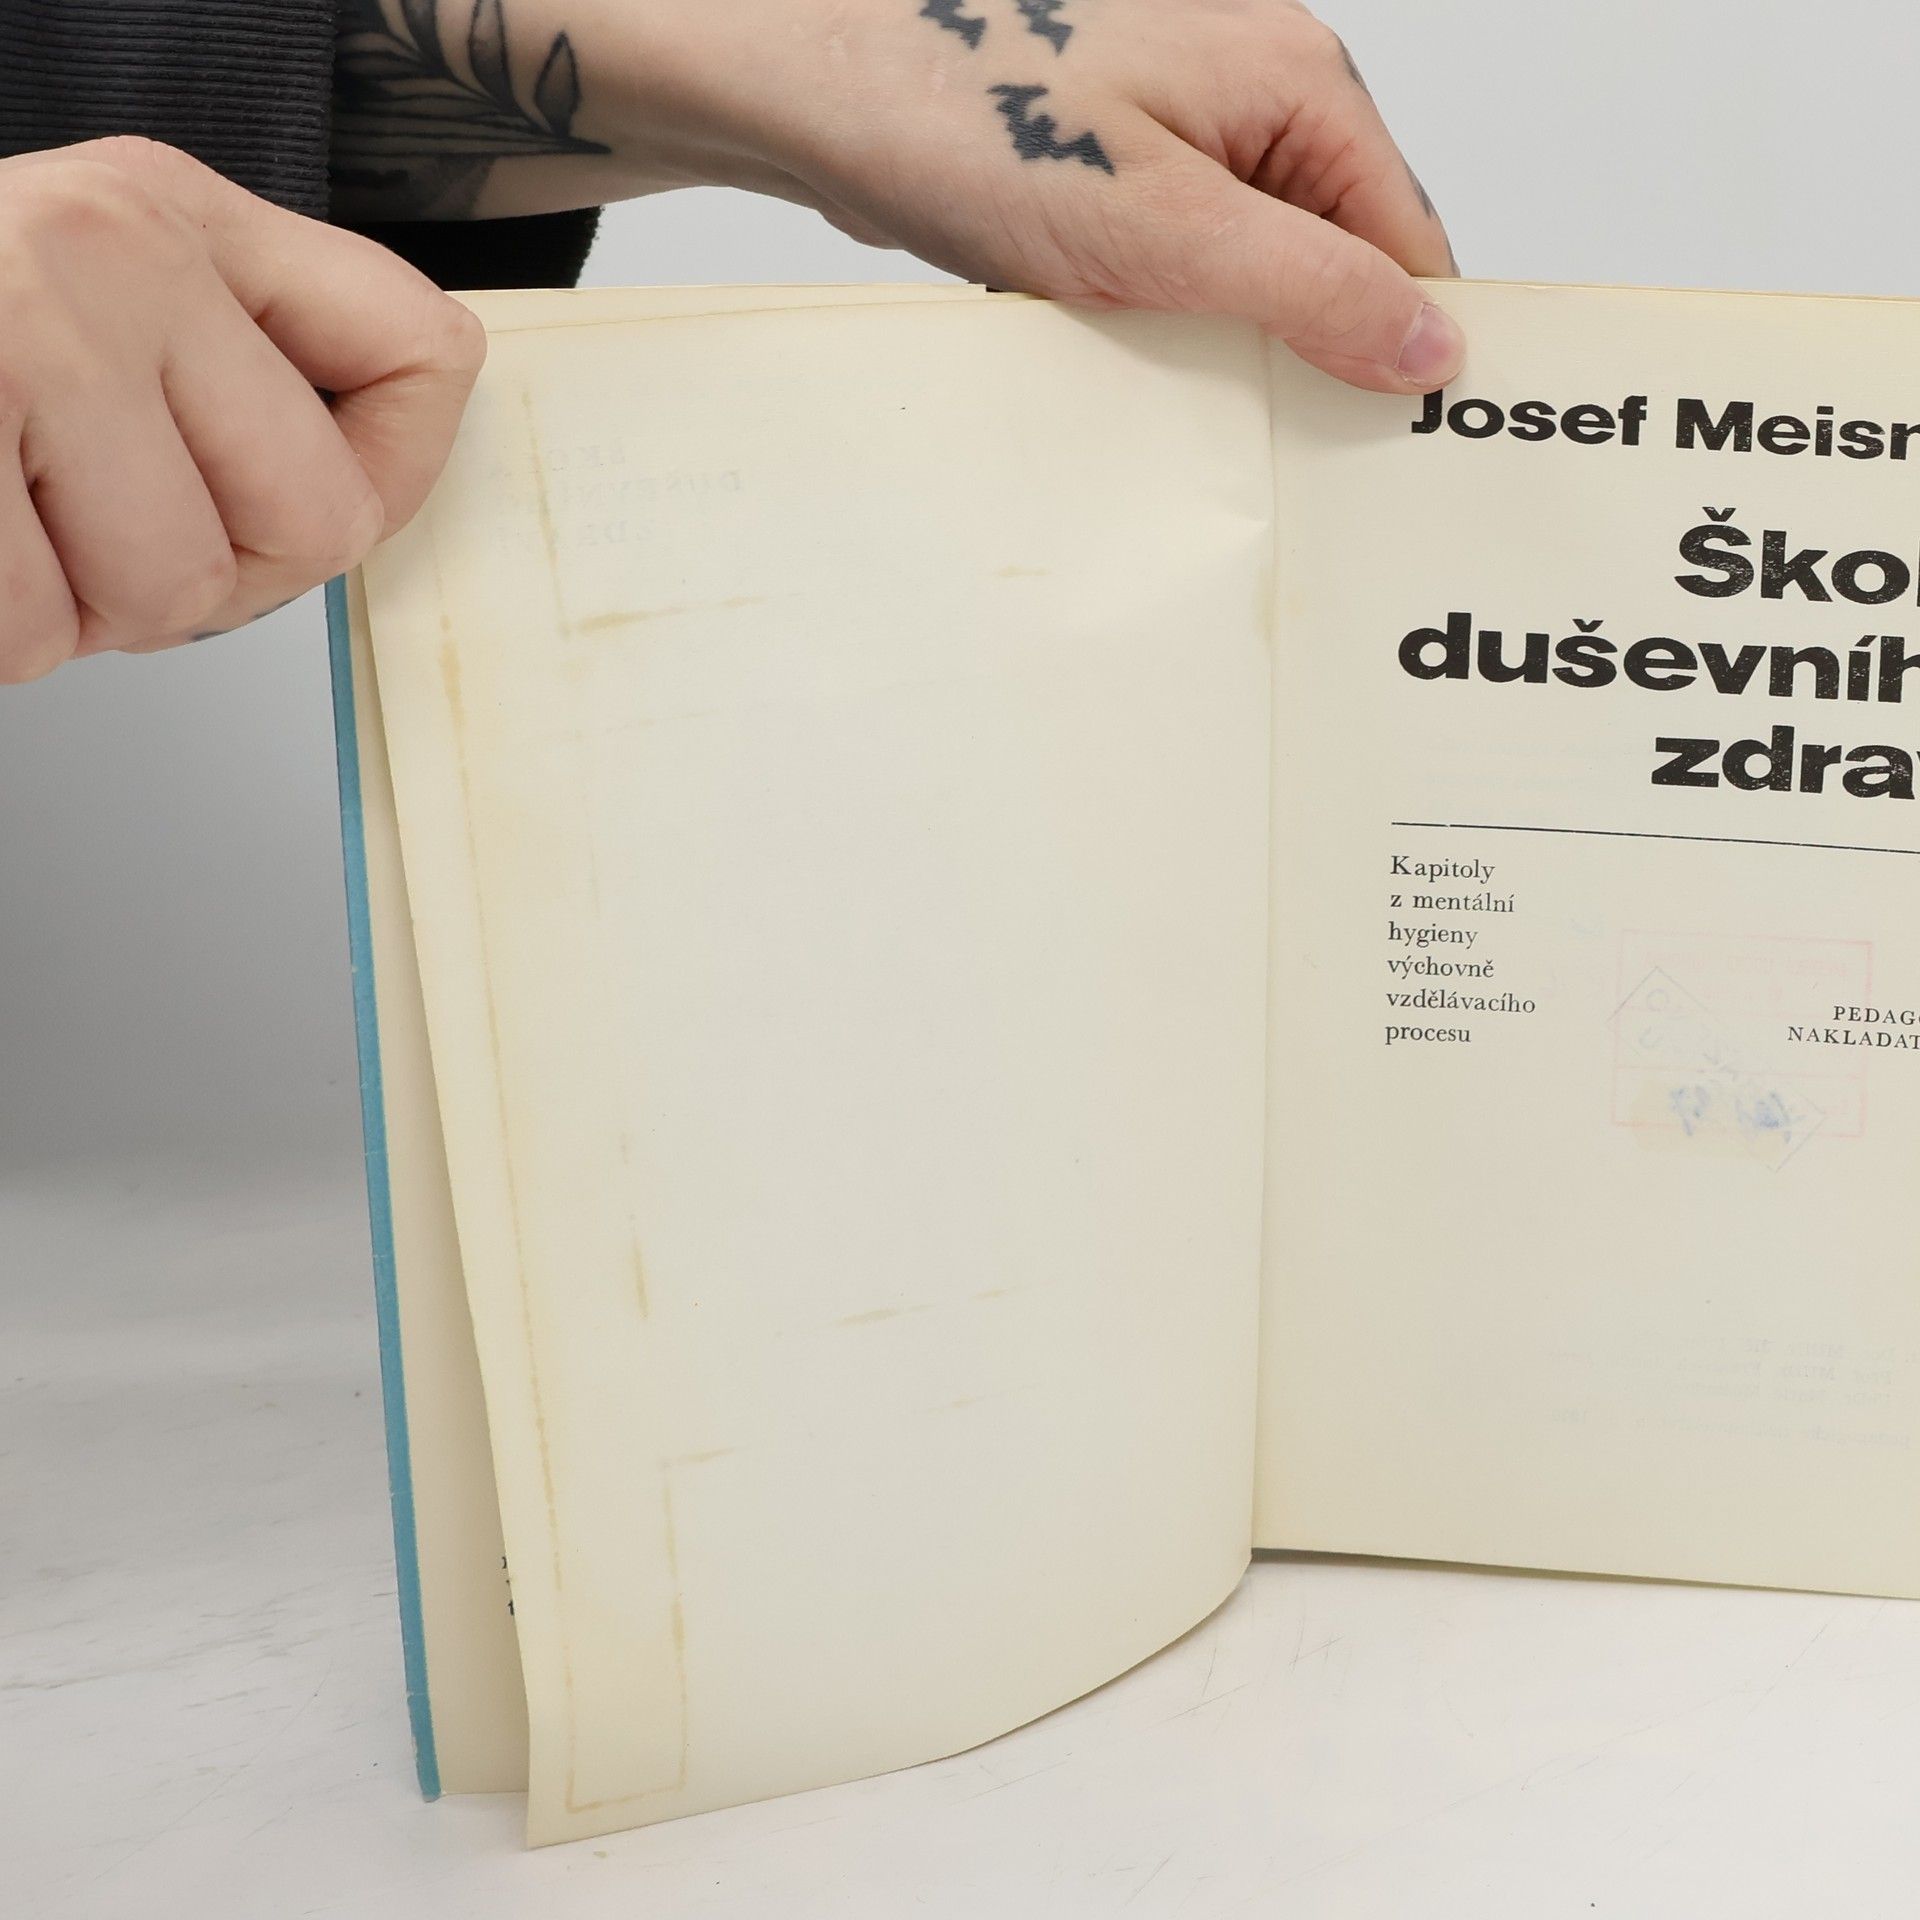 Josef Meisn
Škol
duševníh
zdrav
Kapitoly
z mentální
hygieny
výchovně
vzdělávacího
procesu
PEDAGO
NAKLADAT